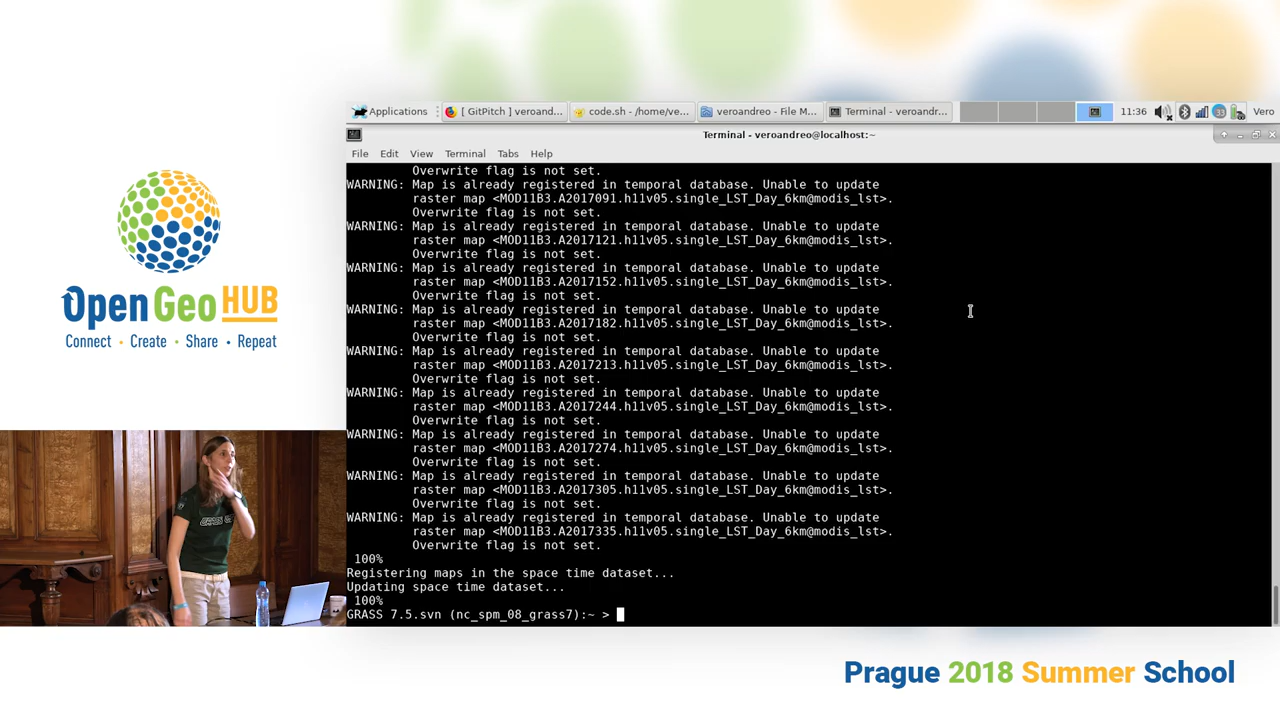 Applications
[ GitPitch ] veroand...
code.sh - /home/ve...
veroandreo - File M...
Terminal - veroandr...
11:36
33
Vero
Terminal - veroandreo@localhost:~
File Edit View Terminal Tabs Help
Overwrite flag is not set.
WARNING: Map is already registered in temporal database. Unable to update
raster map <MOD11B3.A2017091.h11v05.single_LST_Day_6km@modis_lst>.
Overwrite flag is not set.
WARNING: Map is already registered in temporal database. Unable to update
raster map <MOD11B3.A2017121.h11v05.single_LST_Day_6km@modis_lst>.
Overwrite flag is not set.
WARNING: Map is already registered in temporal database. Unable to update
raster map <MOD11B3.A2017152.h11v05.single_LST_Day_6km@modis_lst>.
Overwrite flag is not set.
WARNING: Map is already registered in temporal database. Unable to update
raster map <MOD11B3.A2017182.h11v05.single_LST_Day_6km@modis_lst>.
Overwrite flag is not set.
WARNING: Map is already registered in temporal database. Unable to update
raster map <MOD11B3.A2017213.h11v05.single_LST_Day_6km@modis_lst>.
Overwrite flag is not set.
WARNING: Map is already registered in temporal database. Unable to update
raster map <MOD11B3.A2017244.h11v05.single_LST_Day_6km@modis_lst>.
Overwrite flag is not set.
WARNING: Map is already registered in temporal database. Unable to update
raster map <MOD11B3.A2017274.h11v05.single_LST_Day_6km@modis_lst>.
Overwrite flag is not set.
WARNING: Map is already registered in temporal database. Unable to update
raster map <MOD11B3.A2017305.h11v05.single_LST_Day_6km@modis_lst>.
Overwrite flag is not set.
WARNING: Map is already registered in temporal database. Unable to update
raster map <MOD11B3.A2017335.h11v05.single_LST_Day_6km@modis_lst>.
Overwrite flag is not set.
100%
Registering maps in the space time dataset...
Updating space time dataset...
100%
GRASS 7.5.svn (nc_spm_08_grass7):~ >
Open Geo HUB
Connect • Create • Share • Repeat
Prague 2018 Summer School